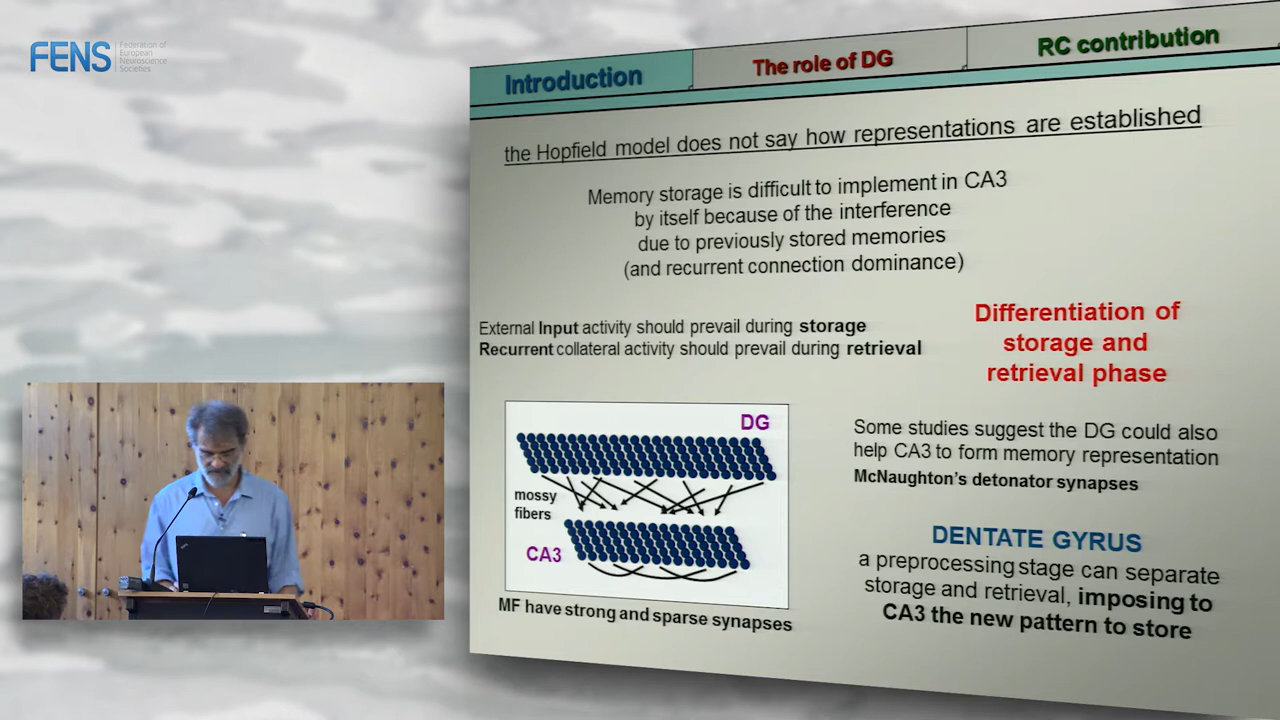 FENS
Federation of
European
Neuroscience
Societies
Introduction
The role of DG
RC contribution
the Hopfield model does not say how representations are established
Memory storage is difficult to implement in CA3
by itself because of the interference
due to previously stored memories
(and recurrent connection dominance)
External Input activity should prevail during storage
Recurrent collateral activity should prevail during retrieval
Differentiation of
storage and
retrieval phase
DG
mossy
fibers
CA3
MF have strong and sparse synapses
Some studies suggest the DG could also
help CA3 to form memory representation
McNaughton's detonator synapses
DENTATE GYRUS
a preprocessing stage can separate
storage and retrieval, imposing to
CA3 the new pattern to store